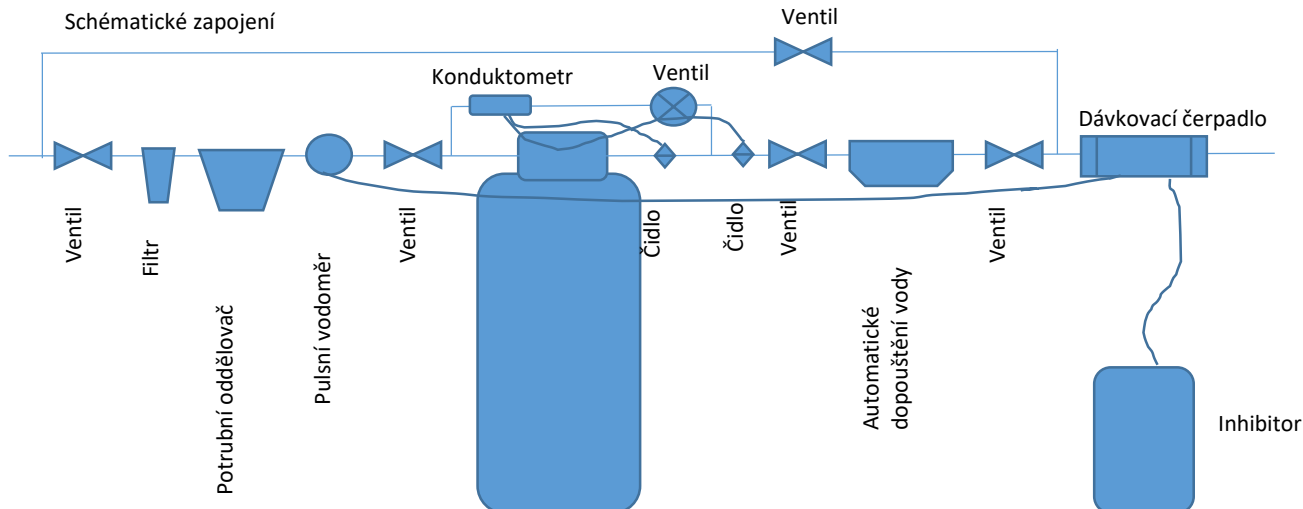 Schématické zapojení
Ventil
Konduktometr
Ventil
Dávkovací čerpadlo
Ventil
Filtr
Potrubní oddělovač
Pulsní vodoměr
Ventil
Čidlo
Čidlo
Ventil
Automatické
dopouštění vody
Ventil
Inhibitor